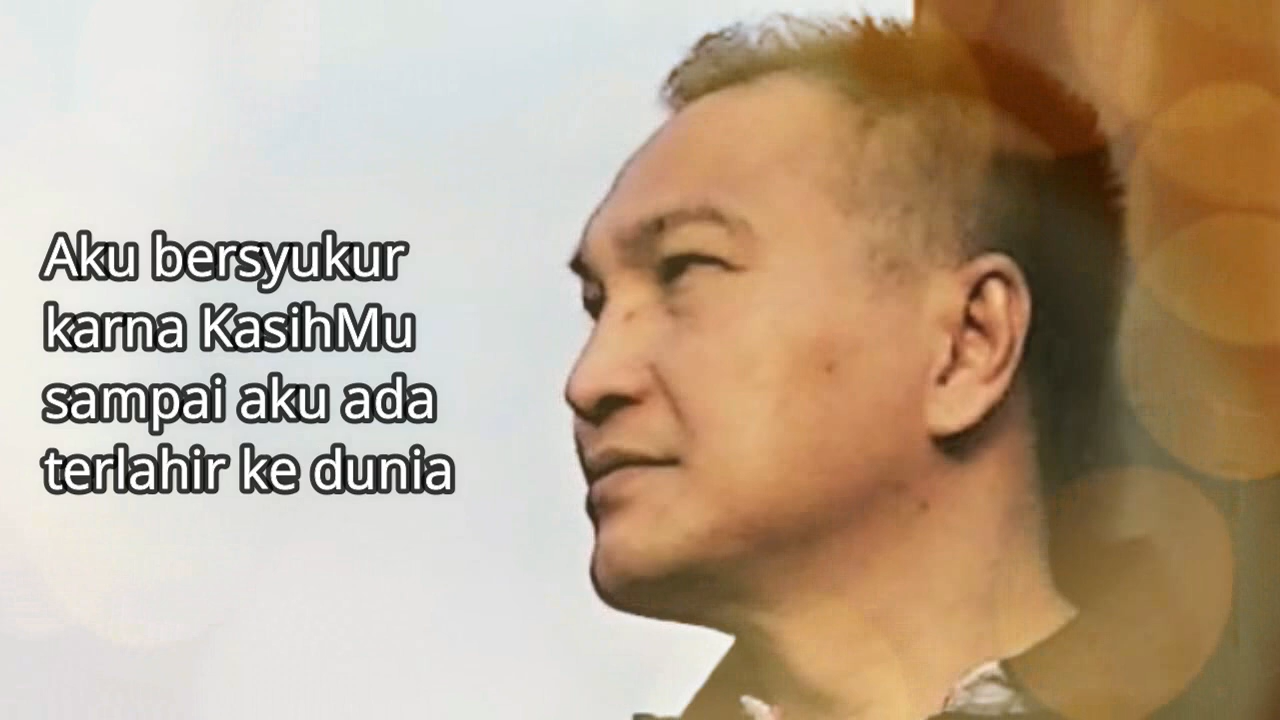 Aku bersyukur
karna KasihMu
sampai aku ada
terlahir ke dunia